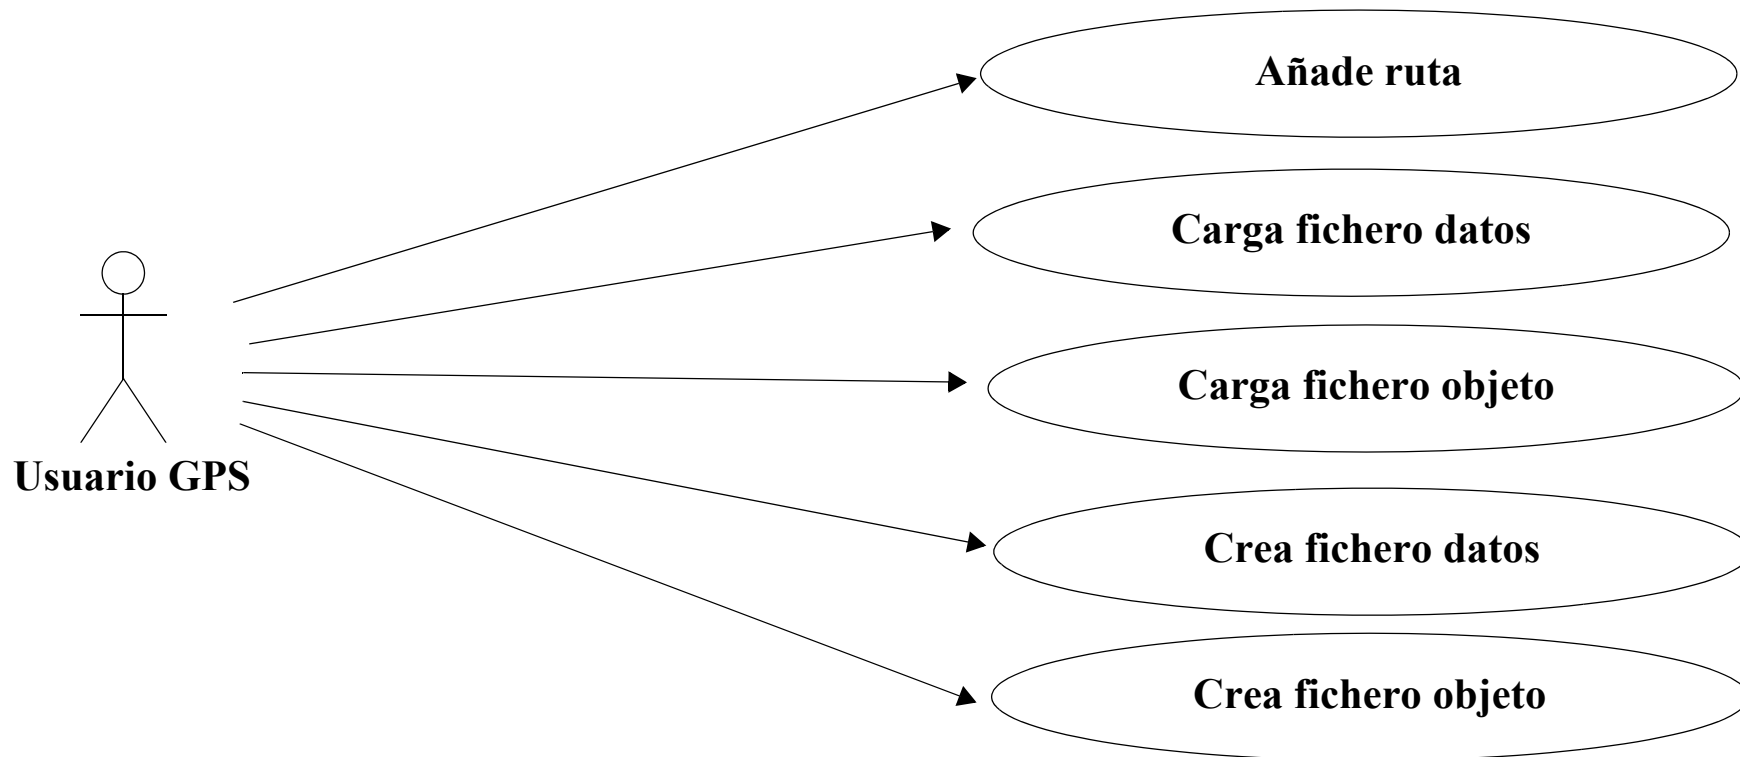 Añade ruta
Carga fichero datos
Carga fichero objeto
Usuario GPS
Crea fichero datos
Crea fichero objeto